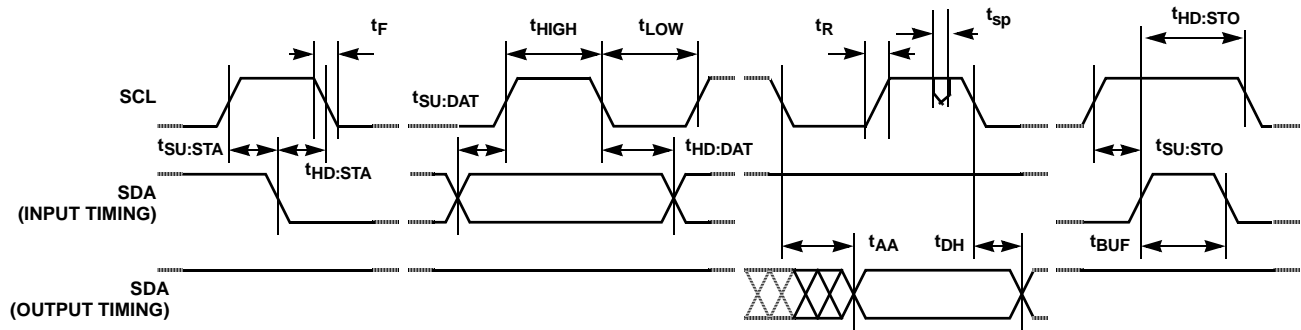 tF
tHIGH
tLOW
tR
tsp
tHD:STO
SCL
tSU:DAT
tSU:STA
tHD:STA
tHD:DAT
tSU:STO
SDA
(INPUT TIMING)
tAA
tDH
tBUF
SDA
(OUTPUT TIMING)